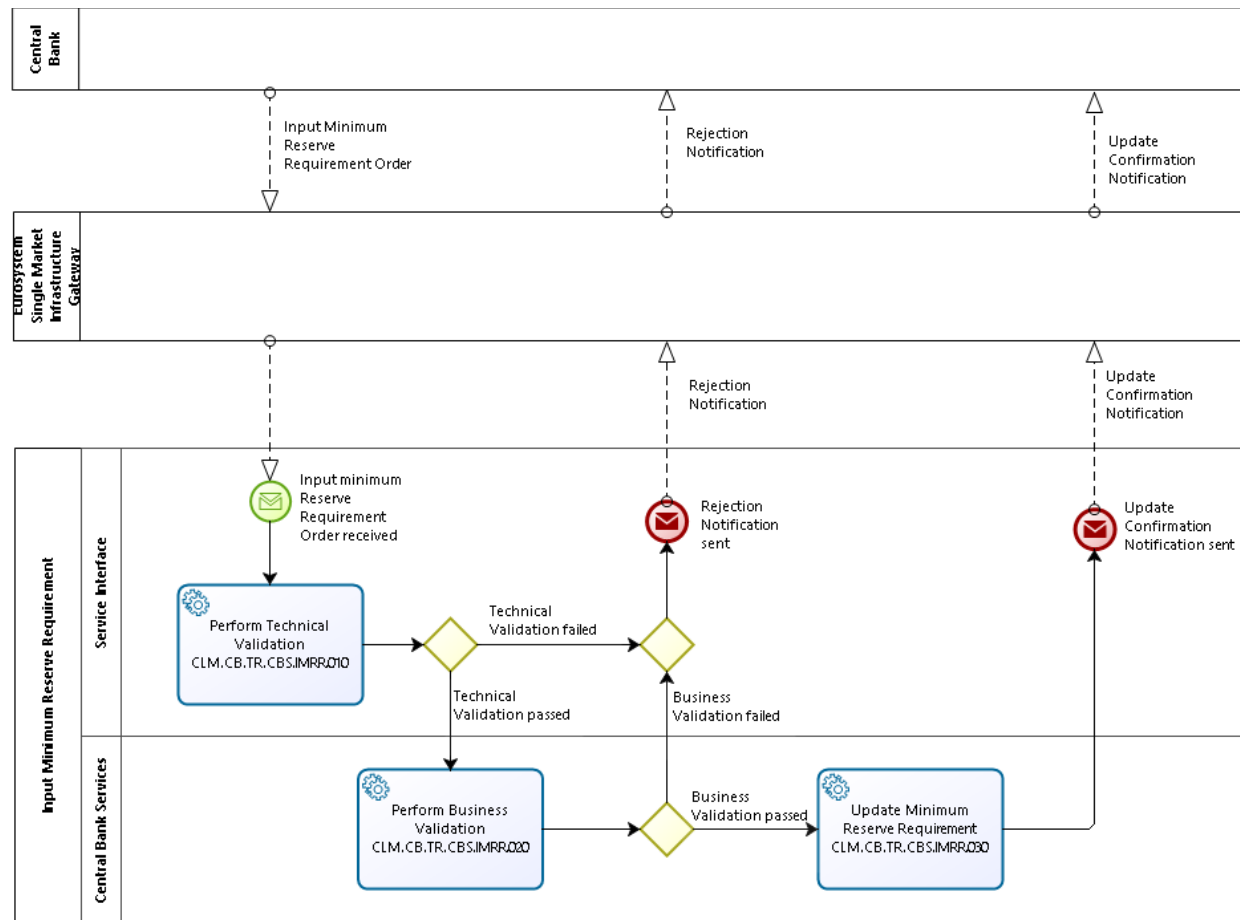 Central
Bank
Input Minimum
Reserve
Requirement Order
Rejection
Notification
Update
Confirmation
Notification
Eurosystem
Single Market
Infrastructure
Gateway
Rejection
Notification
Update
Confirmation
Notification
Input Minimum Reserve Requirement
Service Interface
Input minimum
Reserve
Requirement
Order received
Rejection
Notification
sent
Update
Confirmation
Notification sent
Perform Technical
Validation
CLM.CB.TR.CBS.IMRR.010
Technical
Validation failed
Technical
Validation passed
Business
Validation failed
Central Bank Services
Perform Business
Validation
CLM.CB.TR.CBS.IMRR.020
Business
Validation passed
Update Minimum
Reserve Requirement
CLM.CB.TR.CBS.IMRR.030